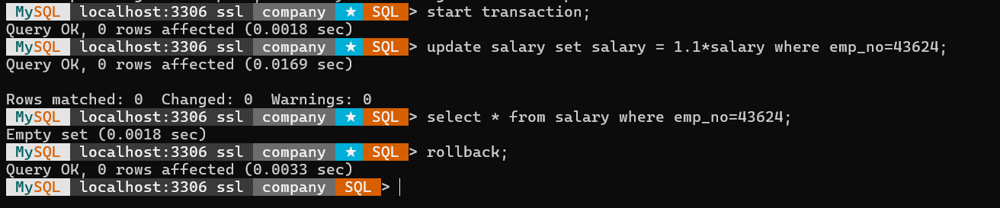 MySQL localhost:3306 ssl company ★ SQL > start transaction;
Query OK, 0 rows affected (0.0018 sec)
MySQL localhost:3306 ssl company ★ SQL > update salary set salary = 1.1*salary where emp_no=43624;
Query OK, 0 rows affected (0.0169 sec)

Rows matched: 0  Changed: 0  Warnings: 0
MySQL localhost:3306 ssl company ★ SQL > select * from salary where emp_no=43624;
Empty set (0.0018 sec)
MySQL localhost:3306 ssl company ★ SQL > rollback;
Query OK, 0 rows affected (0.0033 sec)
MySQL localhost:3306 ssl company SQL >